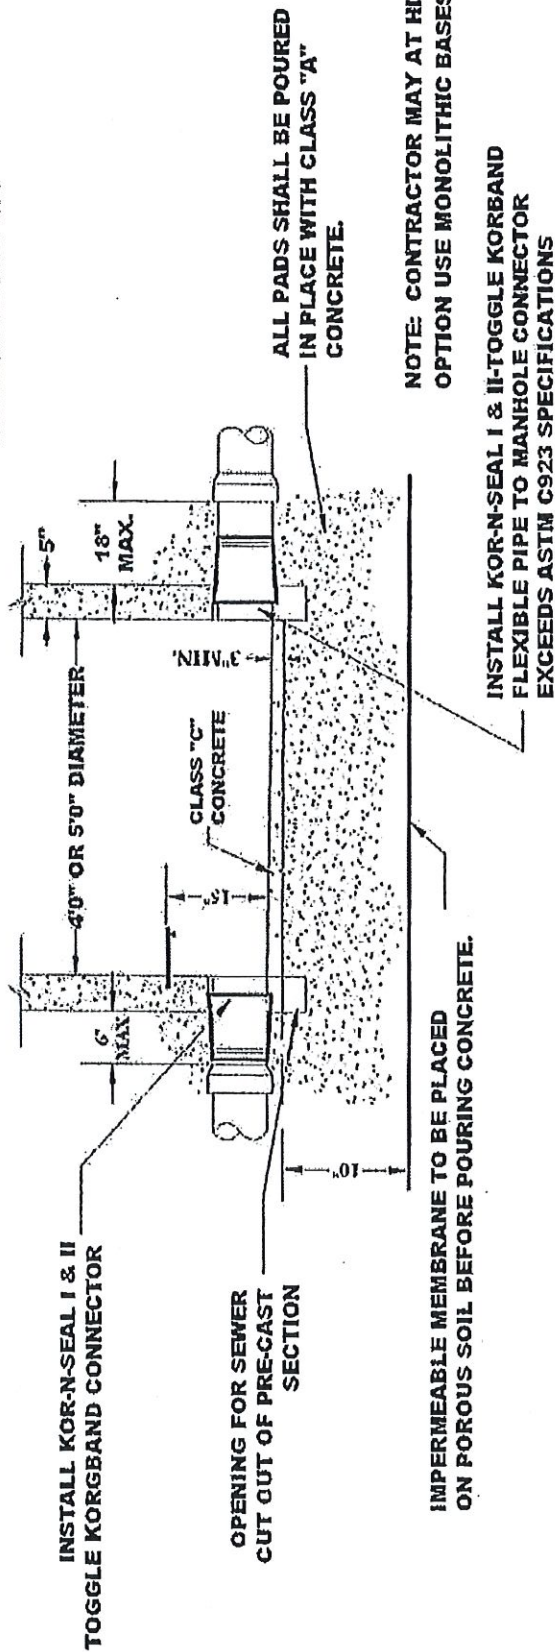 INSTALL KOR-N-SEAL I & II
TOGGLE KORGBAND CONNECTOR
OPENING FOR SEWER
CUT OUT OF PRE-CAST
SECTION
IMPERMEABLE MEMBRANE TO BE PLACED
ON POROUS SOIL BEFORE POURING CONCRETE.
6"
MAX
4'0" OR 5'0" DIAMETER
15"
CLASS "C"
CONCRETE
3" MIN.
10"
5"
18"
MAX.
ALL PADS SHALL BE POURED
IN PLACE WITH CLASS "A"
CONCRETE.
NOTE: CONTRACTOR MAY AT
OPTION USE MONOLITHIC BASES
INSTALL KOR-N-SEAL I & II-TOGGLE KORBAND
FLEXIBLE PIPE TO MANHOLE CONNECTOR
EXCEEDS ASTM C923 SPECIFICATIONS